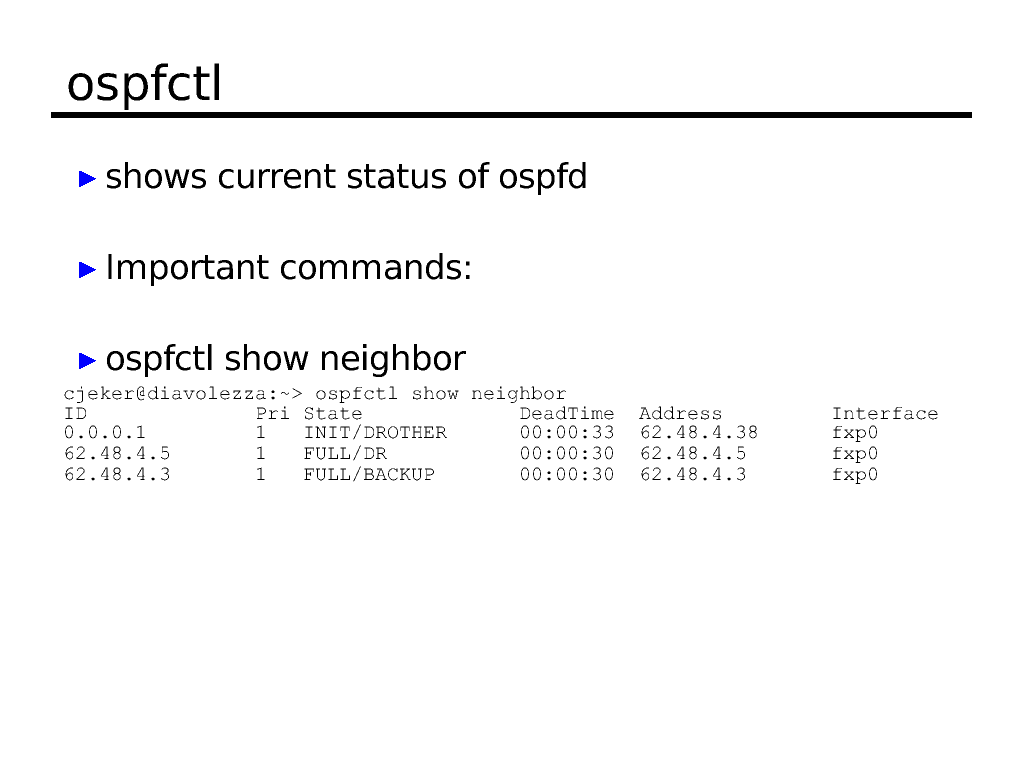 ospfctl
shows current status of ospfd
Important commands:
ospfctl show neighbor
cjeker@diavolezza:~> ospfctl show neighbor
ID Pri State DeadTime Address Interface
0.0.0.1 1 INIT/DROTHER 00:00:33 62.48.4.38 fxp0
62.48.4.5 1 FULL/DR 00:00:30 62.48.4.5 fxp0
62.48.4.3 1 FULL/BACKUP 00:00:30 62.48.4.3 fxp0